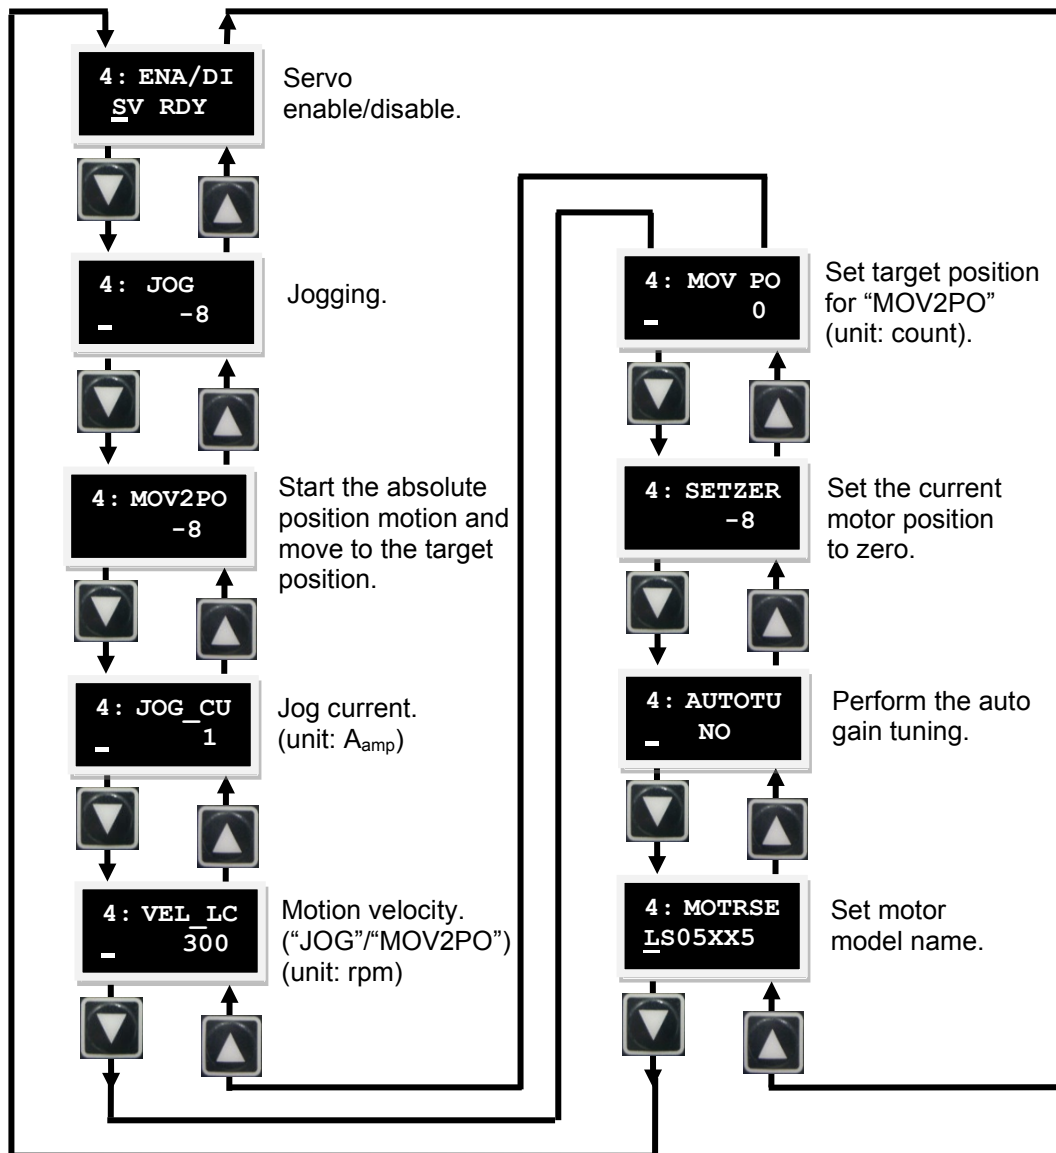 4: ENA/DI
SV RDY
Servo
enable/disable.
4: JOG
-8
Jogging.
4: MOV2PO
-8
Start the absolute
position motion and
move to the target
position.
4: JOG_CU
1
Jog current.
(unit: Aamp)
4: VEL_LC
300
Motion velocity.
(“JOG”/“MOV2PO”)
(unit: rpm)
4: MOV PO
0
Set target position
for “MOV2PO”
(unit: count).
4: SETZER
-8
Set the current
motor position
to zero.
4: AUTOTU
NO
Perform the auto
gain tuning.
4: MOTRSE
LS05XX5
Set motor
model name.